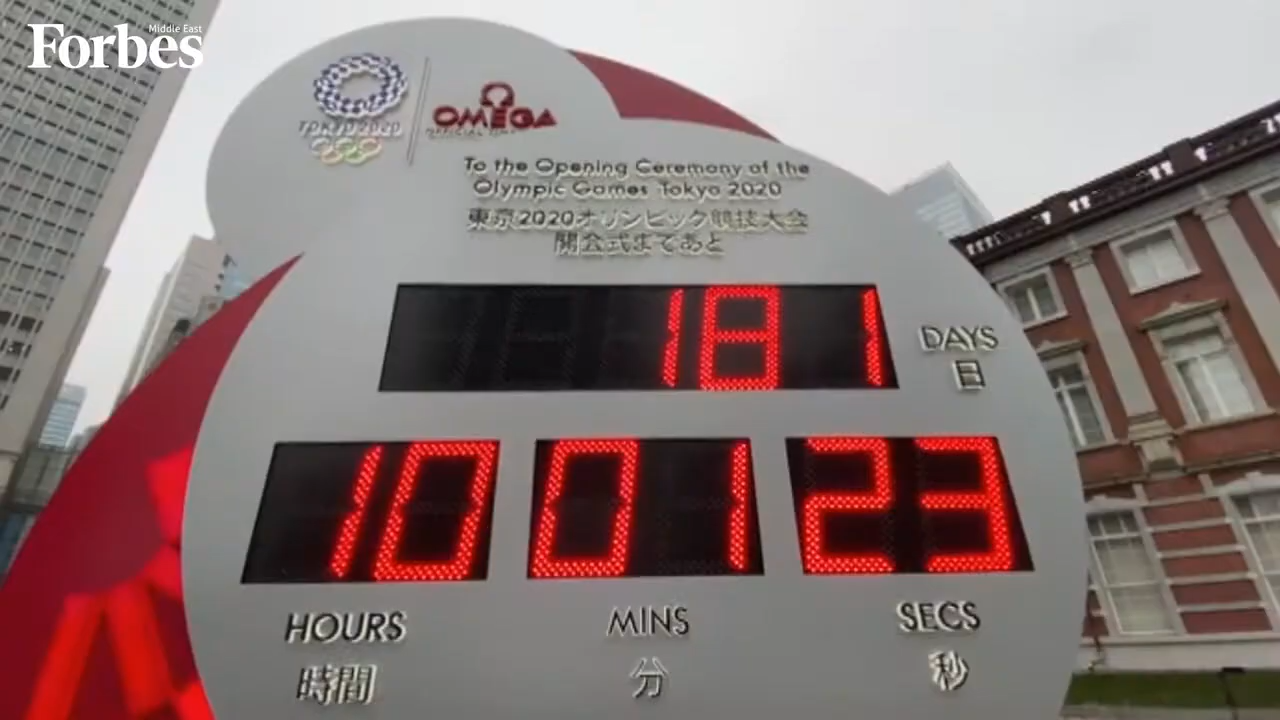 Forbes
Middle East
TOKYO 2020
OMEGA
To the Opening Ceremony of the
Olympic Games Tokyo 2020
東京2020オリンピック競技大会
開会式まであと
181
DAYS
日
10 01 23
HOURS MINS SECS
時間 分 秒